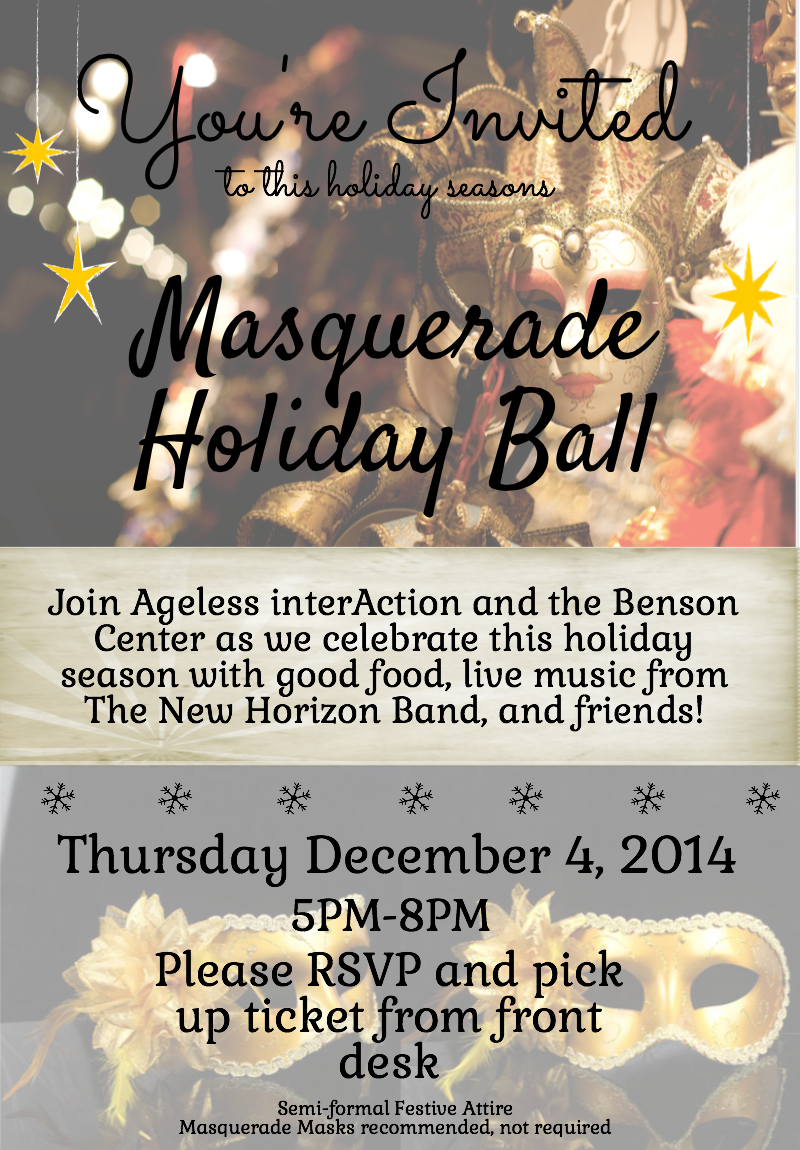 You're Invited
to this holiday seasons
Masquerade
Holiday Ball
Join Ageless interAction and the Benson
Center as we celebrate this holiday
season with good food, live music from
The New Horizon Band, and friends!
Thursday December 4, 2014
5PM-8PM
Please RSVP and pick
up ticket from front
desk
Semi-formal Festive Attire
Masquerade Masks recommended, not required